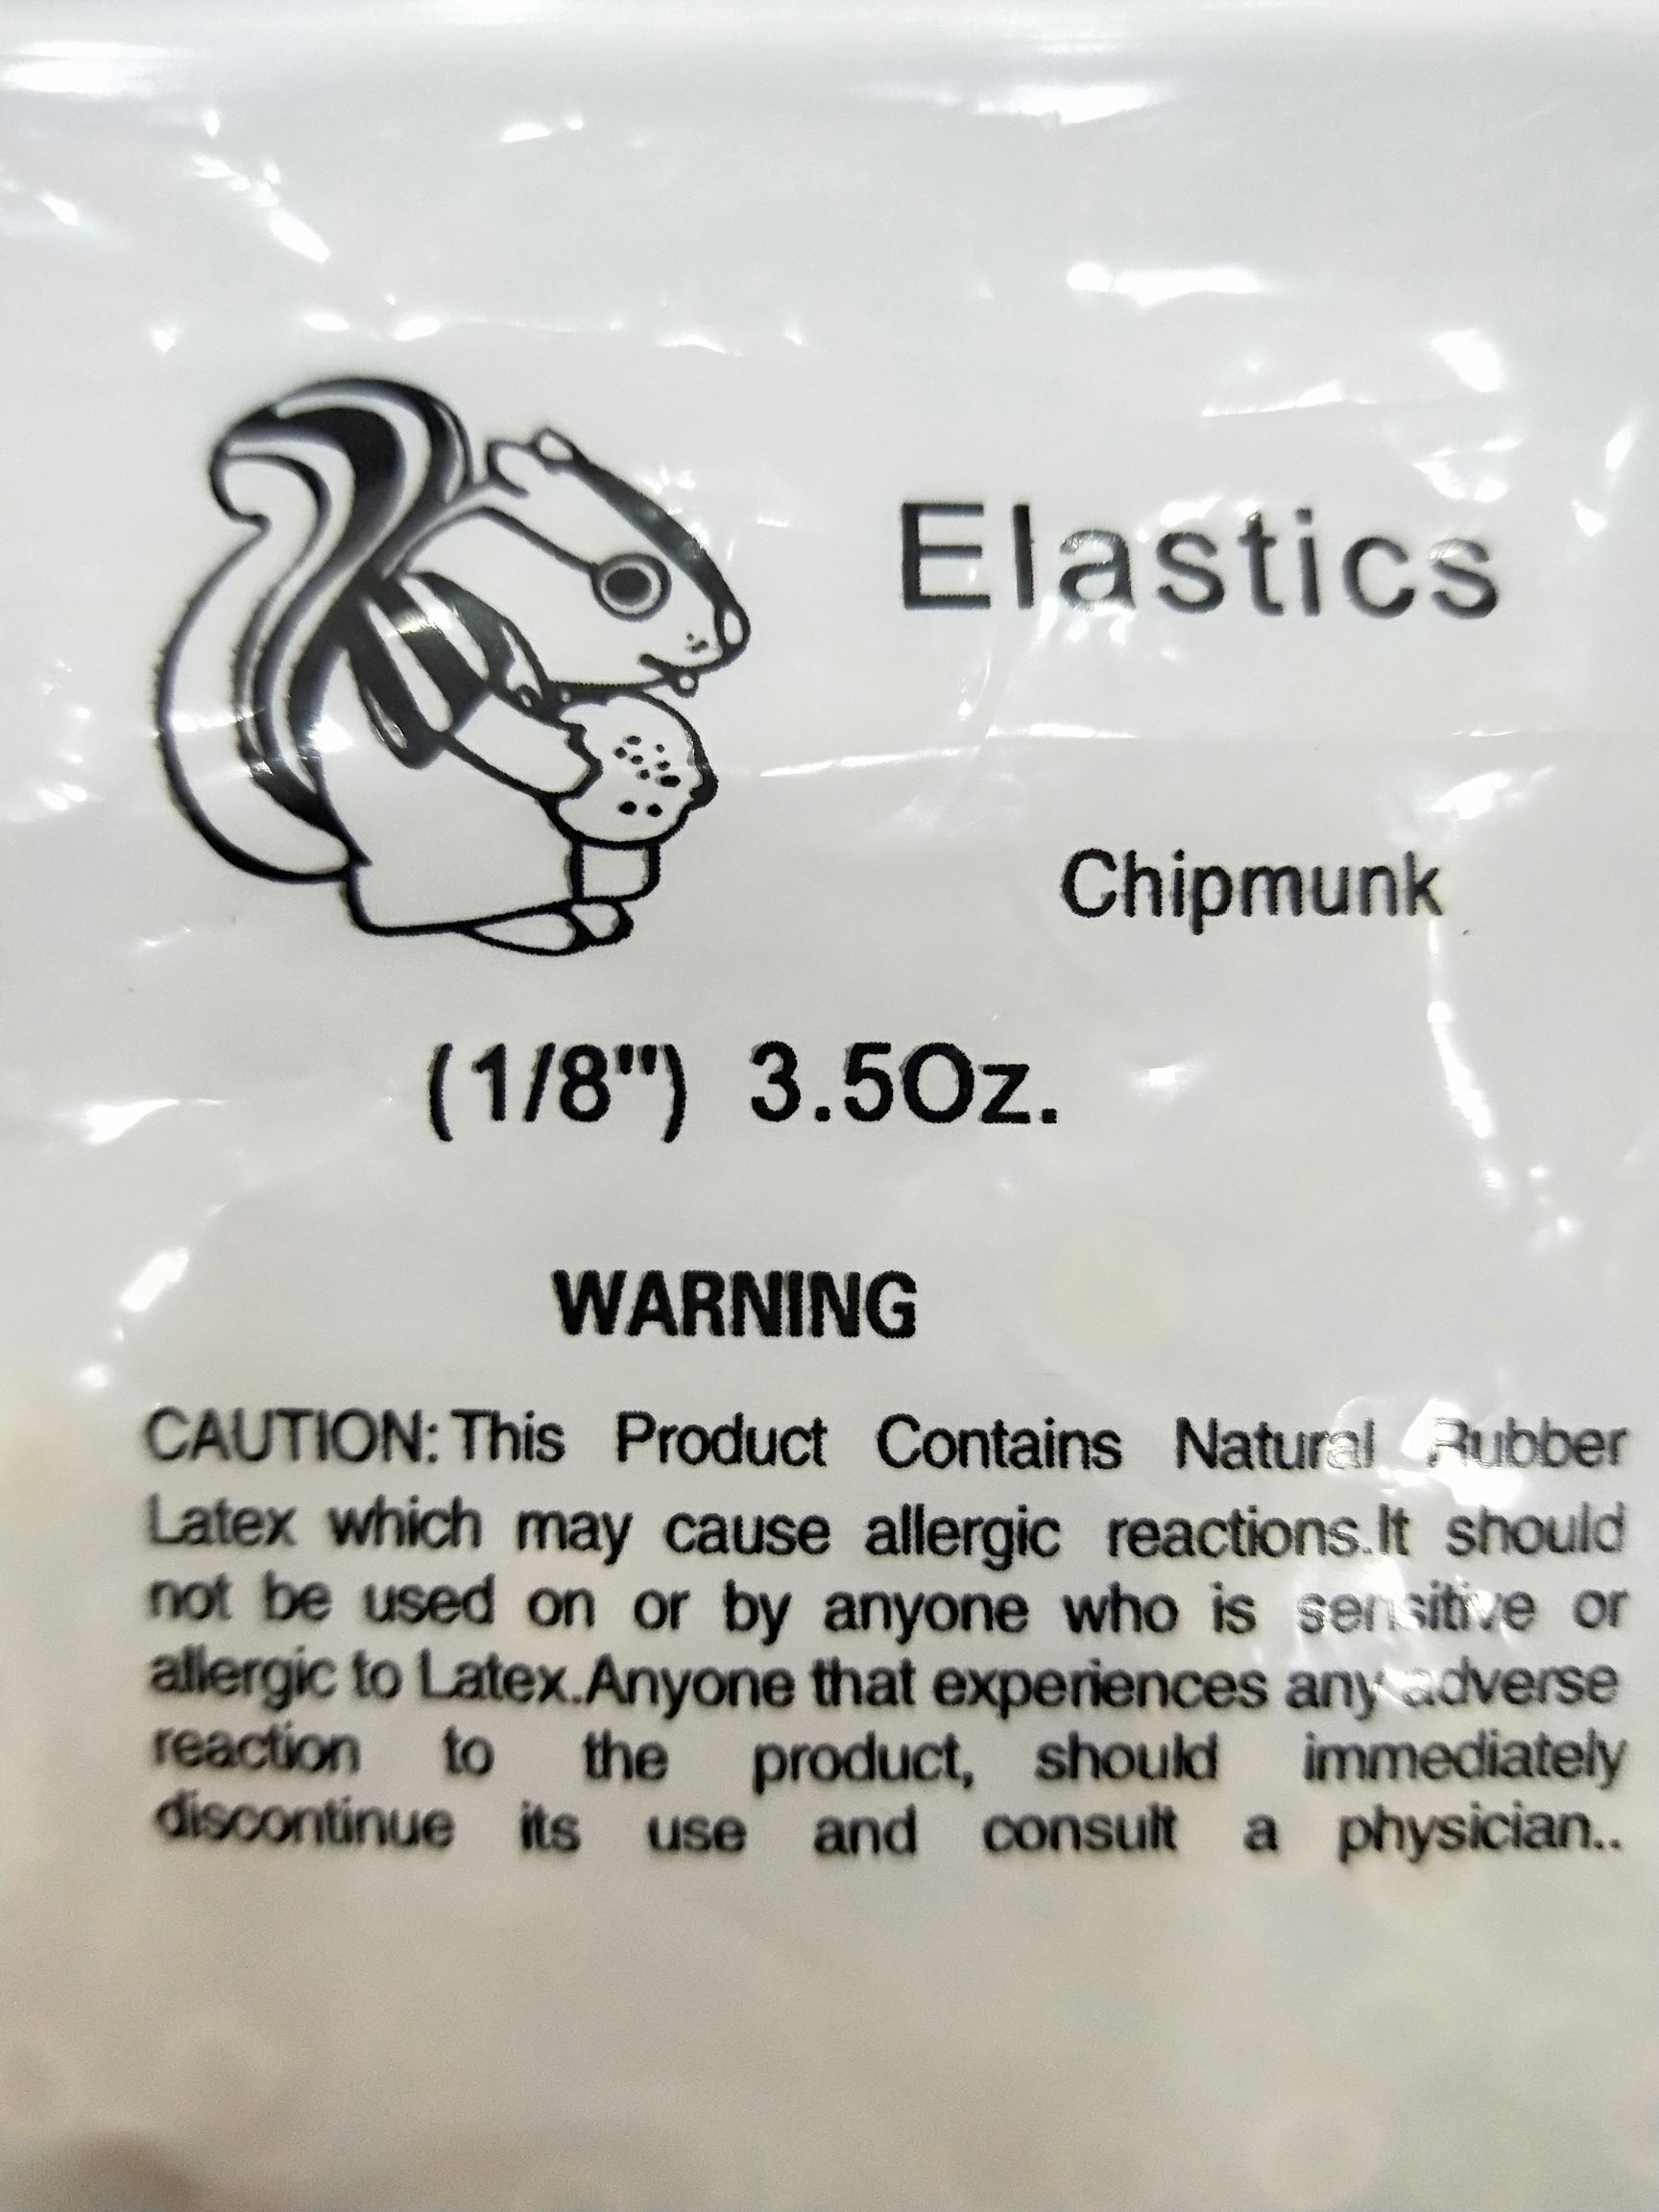 Elastics
Chipmunk
(1/8") 3.5Oz.
WARNING
CAUTION: This Product Contains Natural Rubber
Latex which may cause allergic reactions.It should
not be used on or by anyone who is sensitive or
allergic to Latex.Anyone that experiences any adverse
reaction to the product, should immediately
discontinue its use and consult a physician..